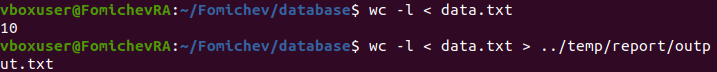 vboxuser@FomichevRA:~/Fomichev/database$ wc -l < data.txt
10
vboxuser@FomichevRA:~/Fomichev/database$ wc -l < data.txt > ../temp/report/outp
ut.txt